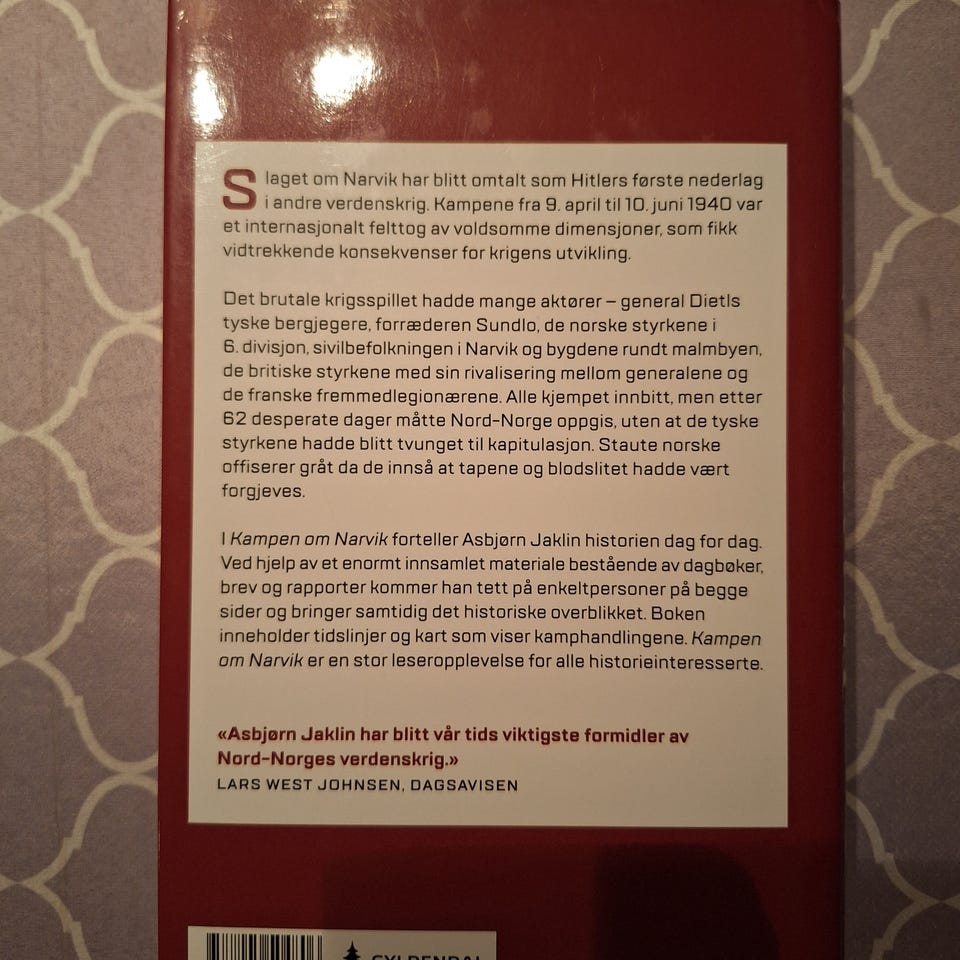 Slaget om Narvik har blitt omtalt som Hitlers første nederlag
i andre verdenskrig. Kampene fra 9. april til 10. juni 1940 var
et internasjonalt felttog av voldsomme dimensjoner, som fikk
vidtrekkende konsekvenser for krigens utvikling.
Det brutale krigsspillet hadde mange aktører – general Dietls
tyske bergjegere, forræderen Sundlo, de norske styrkene i
6. divisjon, sivilbefolkningen i Narvik og bygdene rundt malmbyen,
de britiske styrkene med sin rivalisering mellom generalene og
de franske fremmedlegionærene. Alle kjempet innbitt, men etter
62 desperate dager måtte Nord-Norge oppgis, uten at de tyske
styrkene hadde blitt tvunget til kapitulasjon. Staute norske
offiserer gråt da de innså at tapene og blodslitet hadde vært
forgjeves.
I Kampen om Narvik forteller Asbjørn Jaklin historien dag for dag.
Ved hjelp av et enormt innsamlet materiale bestående av dagbøker,
brev og rapporter kommer han tett på enkeltpersoner på begge
sider og bringer samtidig det historiske overblikket. Boken
inneholder tidslinjer og kart som viser kamphandlingene. Kampen
om Narvik er en stor leseropplevelse for alle historieinteresserte.
«Asbjørn Jaklin har blitt vår tids viktigste formidler av
Nord-Norges verdenskrig.»
LARS WEST JOHNSEN, DAGSAVISEN
GYLDENDAL